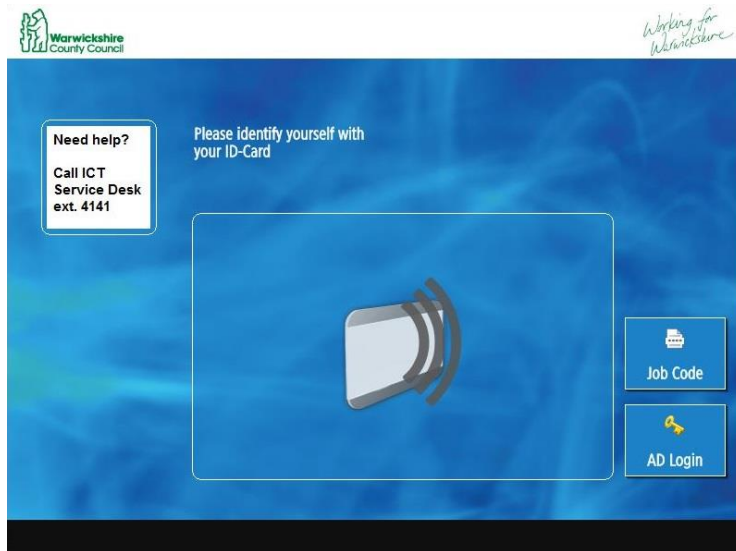 Warwickshire
County Council
Working for
Warwickshire
Need help?
Call ICT
Service Desk
ext. 4141
Please identify yourself with
your ID-Card
Job Code
AD Login